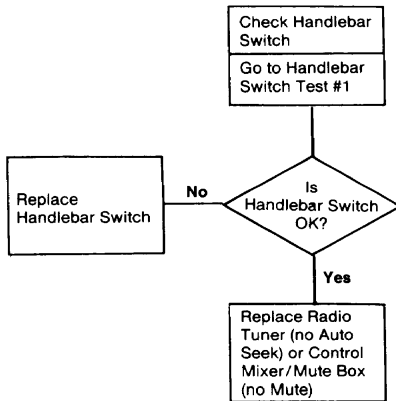 Check Handlebar
Switch
Go to Handlebar
Switch Test #1
Is
Handlebar Switch
OK?
No
Replace
Handlebar Switch
Yes
Replace Radio
Tuner (no Auto
Seek) or Control
Mixer/Mute Box
(no Mute)